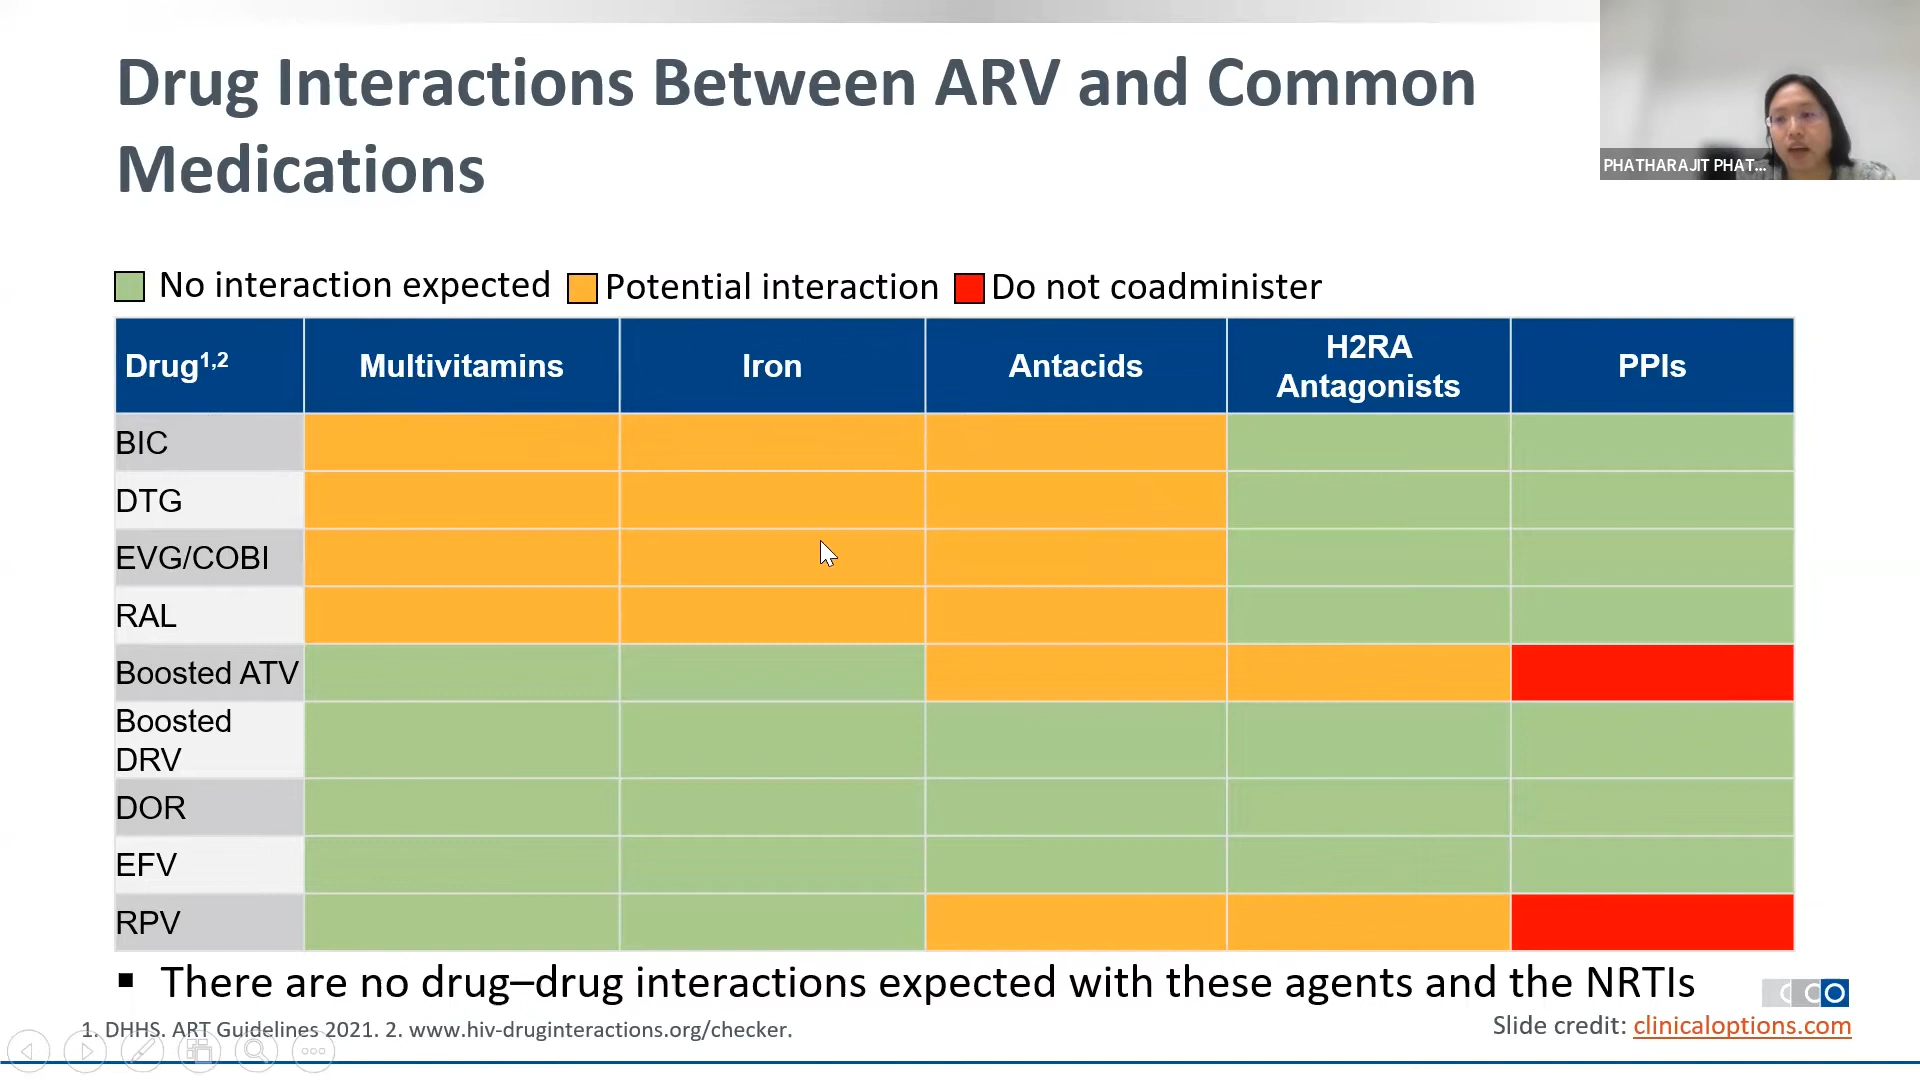 Drug Interactions Between ARV and Common
Medications
PHATHARAJIT PHAT...
No interaction expected Potential interaction Do not coadminister
Drug1,2 Multivitamins Iron Antacids H2RA Antagonists PPIs
BIC
DTG
EVG/COBI
RAL
Boosted ATV
Boosted
DRV
DOR
EFV
RPV
▪ There are no drug–drug interactions expected with these agents and the NRTIs
CCO
1. DHHS. ART Guidelines 2021. 2. www.hiv-druginteractions.org/checker.
Slide credit: clinicaloptions.com